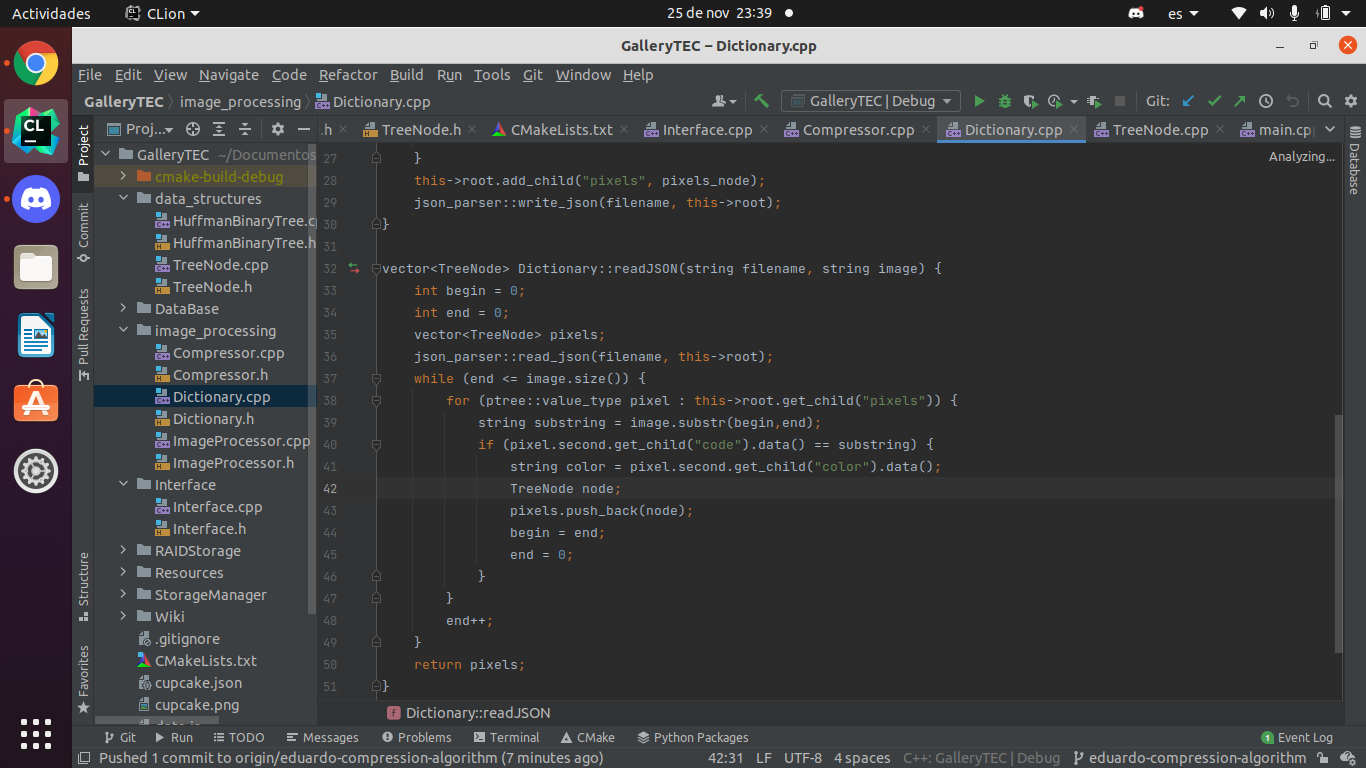 Actividades CLion 25 de nov 23:39 es
GalleryTEC – Dictionary.cpp
File Edit View Navigate Code Refactor Build Run Tools Git Window Help
GalleryTEC image_processing Dictionary.cpp GalleryTEC | Debug Git:
Proj... .h TreeNode.h CMakeLists.txt Interface.cpp Compressor.cpp Dictionary.cpp TreeNode.cpp main.cp
Project
Commit
Pull Requests
Structure
Favorites
GalleryTEC ~/Documentos
cmake-build-debug
data_structures
HuffmanBinaryTree.c
HuffmanBinaryTree.h
TreeNode.cpp
TreeNode.h
DataBase
image_processing
Compressor.cpp
Compressor.h
Dictionary.cpp
Dictionary.h
ImageProcessor.cpp
ImageProcessor.h
Interface
Interface.cpp
Interface.h
RAIDStorage
Resources
StorageManager
Wiki
.gitignore
CMakeLists.txt
cupcake.json
cupcake.png
Analyzing...
Database
27 }
28 this->root.add_child("pixels", pixels_node);
29 json_parser::write_json(filename, this->root);
30 }
31
32 vector<TreeNode> Dictionary::readJSON(string filename, string image) {
33 int begin = 0;
34 int end = 0;
35 vector<TreeNode> pixels;
36 json_parser::read_json(filename, this->root);
37 while (end <= image.size()) {
38 for (ptree::value_type pixel : this->root.get_child("pixels")) {
39 string substring = image.substr(begin,end);
40 if (pixel.second.get_child("code").data() == substring) {
41 string color = pixel.second.get_child("color").data();
42 TreeNode node;
43 pixels.push_back(node);
44 begin = end;
45 end = 0;
46 }
47 }
48 end++;
49 }
50 return pixels;
51 }
f Dictionary::readJSON
Git Run TODO Messages Problems Terminal CMake Python Packages 1 Event Log
Pushed 1 commit to origin/eduardo-compression-algorithm (7 minutes ago) 42:31 LF UTF-8 4 spaces C++: GalleryTEC | Debug eduardo-compression-algorithm